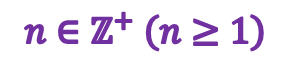 n ∈ ℤ⁺ (n ≥ 1)